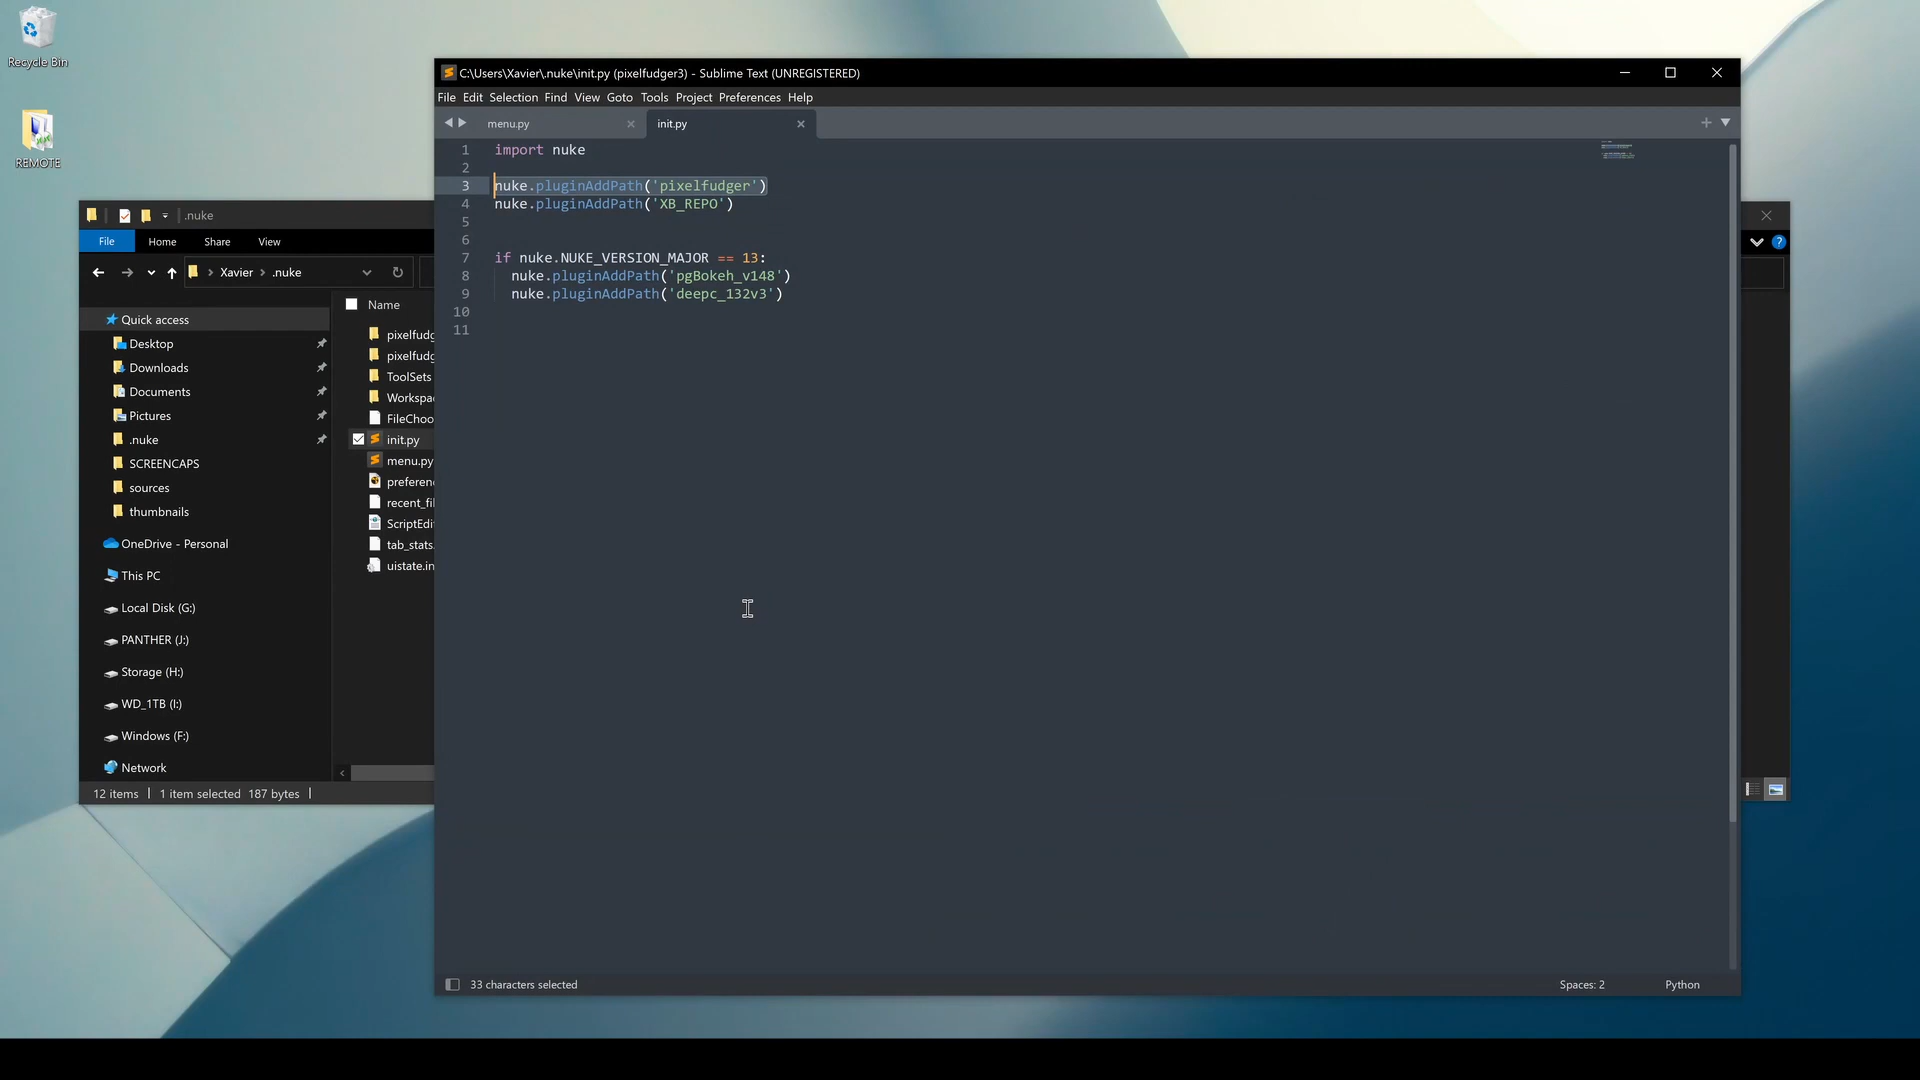 Recycle Bin
REMOTE
C:\Users\Xavier\.nuke\init.py (pixelfudger3) - Sublime Text (UNREGISTERED)
File Edit Selection Find View Goto Tools Project Preferences Help
menu.py
init.py
1 import nuke
2
3 nuke.pluginAddPath('pixelfudger')
4 nuke.pluginAddPath('XB_REPO')
5
6
7 if nuke.NUKE_VERSION_MAJOR == 13:
8 nuke.pluginAddPath('pgBokeh_v148')
9 nuke.pluginAddPath('deepc_132v3')
10
11
33 characters selected
Spaces: 2
Python
.nuke
File Home Share View
Xavier > .nuke
Name
Quick access
Desktop
Downloads
Documents
Pictures
.nuke
SCREENCAPS
sources
thumbnails
OneDrive - Personal
This PC
Local Disk (G:)
PANTHER (J:)
Storage (H:)
WD_1TB (I:)
Windows (F:)
Network
pixelfudg
pixelfudg
ToolSets
Workspa
FileChoo
init.py
menu.py
preferen
recent_fil
ScriptEdi
tab_stats.
uistate.in
12 items
1 item selected 187 bytes